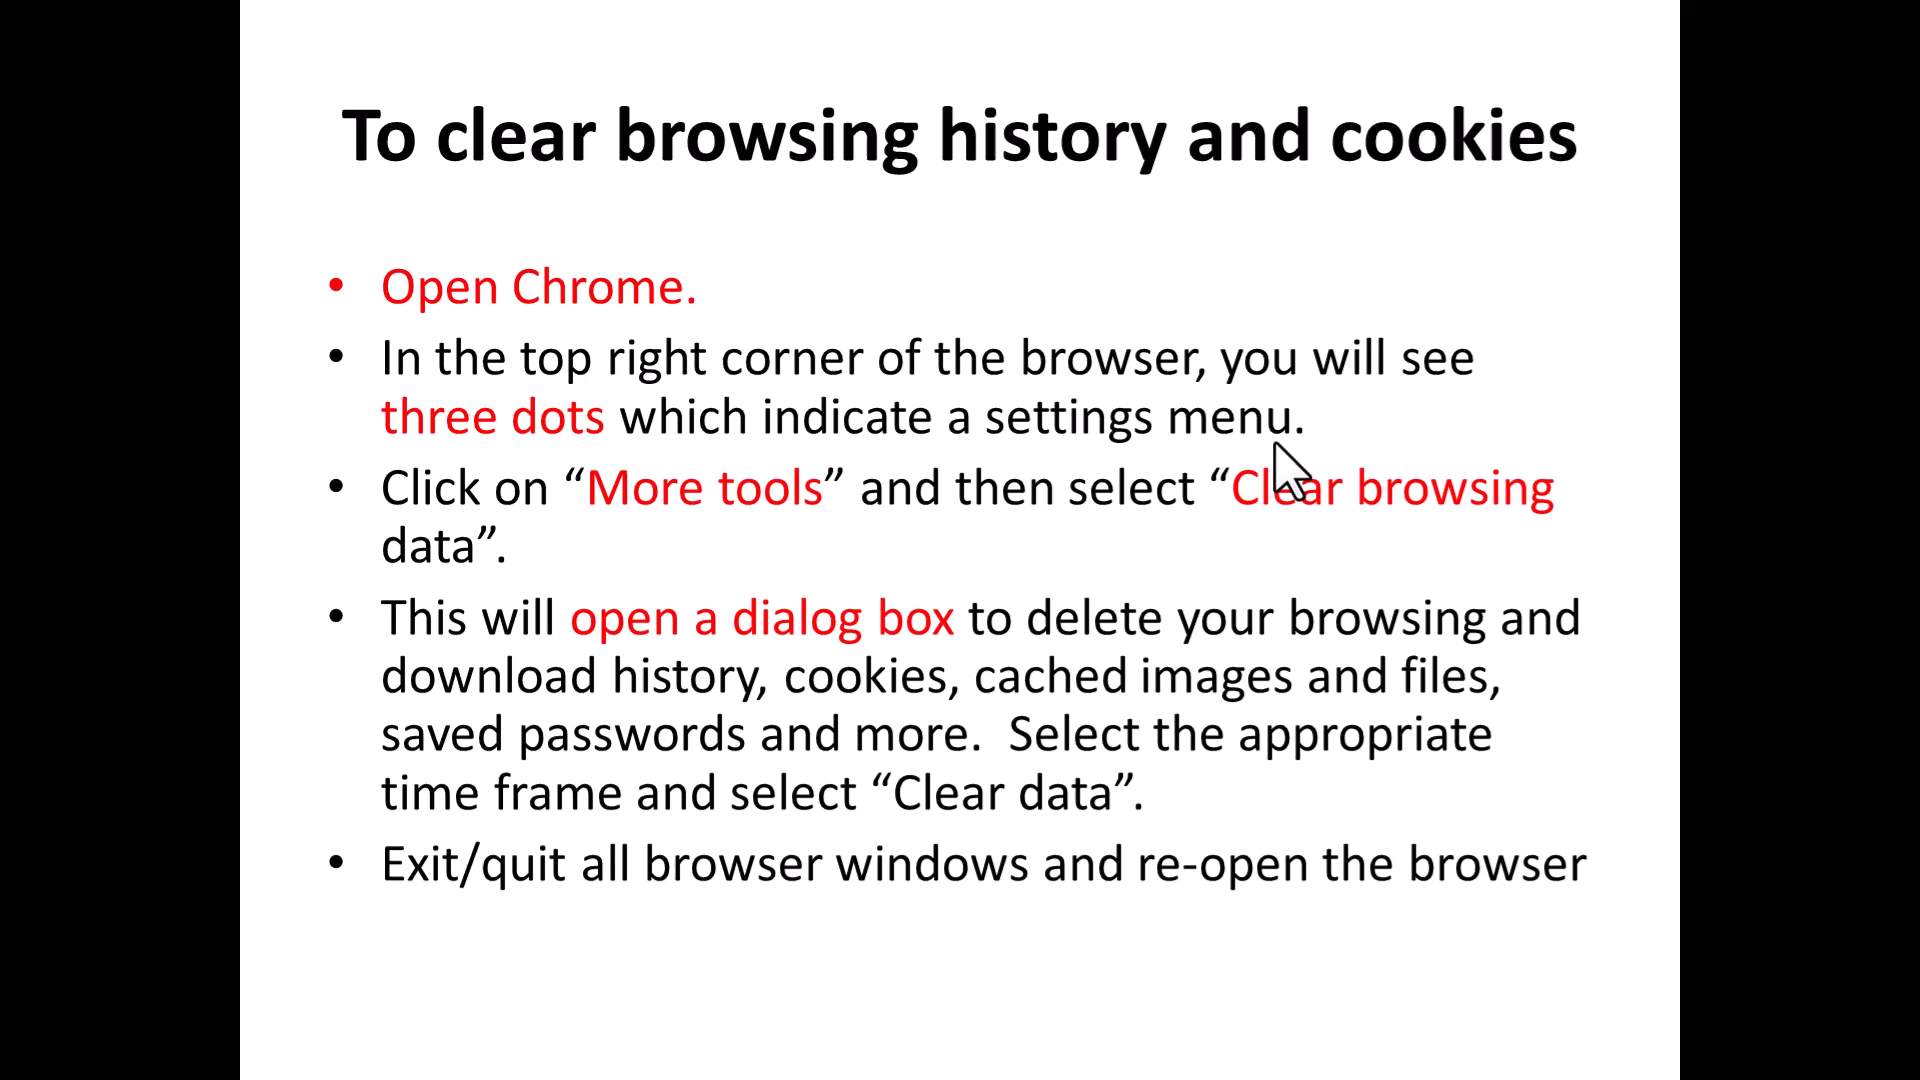 To clear browsing history and cookies
• Open Chrome.
• In the top right corner of the browser, you will see
three dots which indicate a settings menu.
• Click on “More tools” and then select “Clear browsing
data”.
• This will open a dialog box to delete your browsing and
download history, cookies, cached images and files,
saved passwords and more.  Select the appropriate
time frame and select “Clear data”.
• Exit/quit all browser windows and re-open the browser